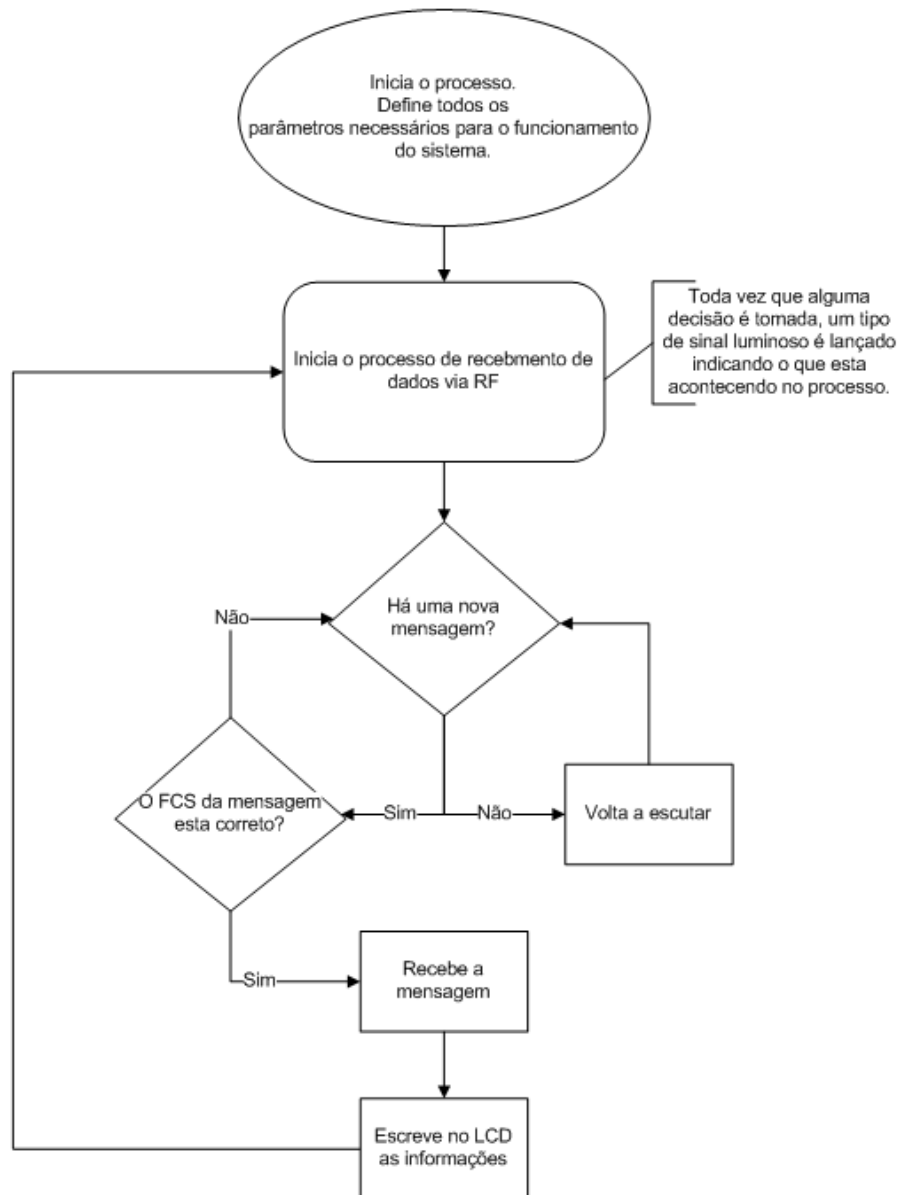 Inicia o processo.
Define todos os
parâmetros necessários para o funcionamento
do sistema.
Inicia o processo de recebmento de
dados via RF
Toda vez que alguma
decisão é tomada, um tipo
de sinal luminoso é lançado
indicando o que esta
acontecendo no processo.
Há uma nova
mensagem?
Não
O FCS da mensagem
esta correto?
Sim
Não
Volta a escutar
Sim
Recebe a
mensagem
Escreve no LCD
as informações